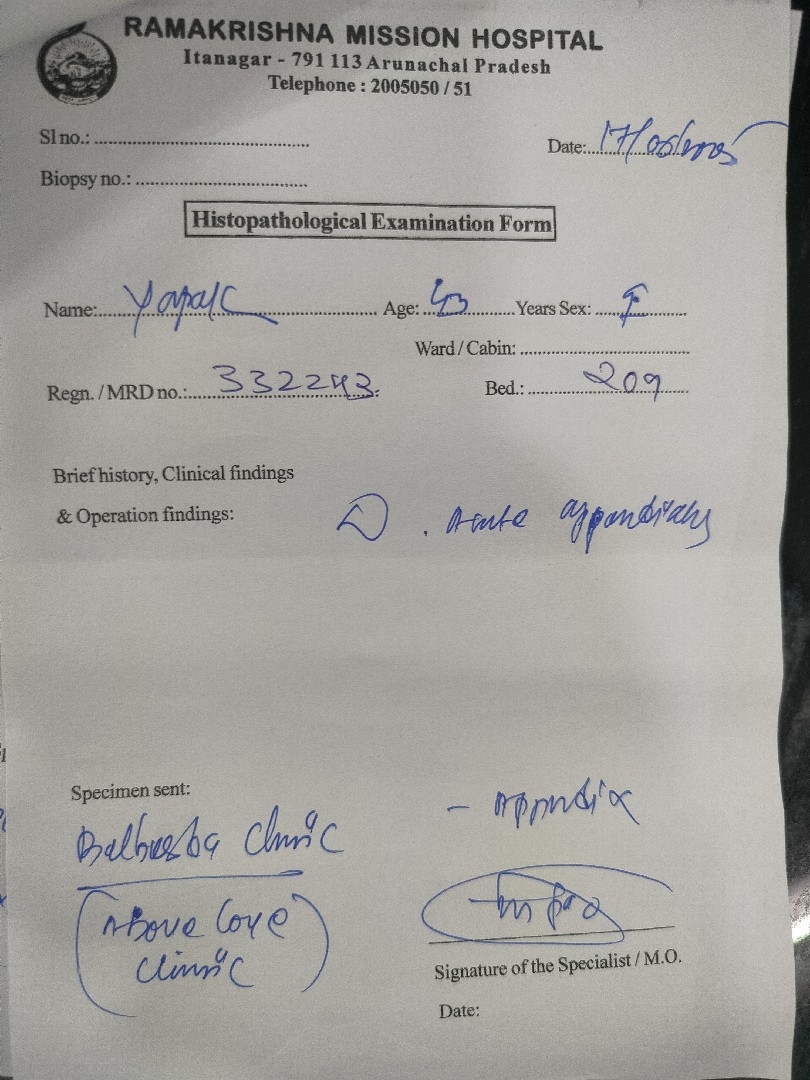 RAMAKRISHNA MISSION HOSPITAL
Itanagar - 791 113 Arunachal Pradesh
Telephone : 2005050 / 51
Sl no.: ..........................................
Date:
Biopsy no.: ..................................
Histopathological Examination Form
Name: Age: Years Sex: F
Ward / Cabin: ..................................
Regn. / MRD no.: 332243. Bed.: 209
Brief history, Clinical findings
& Operation findings: D. Acute appendicitis
Specimen sent: - Appendix
Clinic
(Above Love
Clinic)
Signature of the Specialist / M.O.
Date: